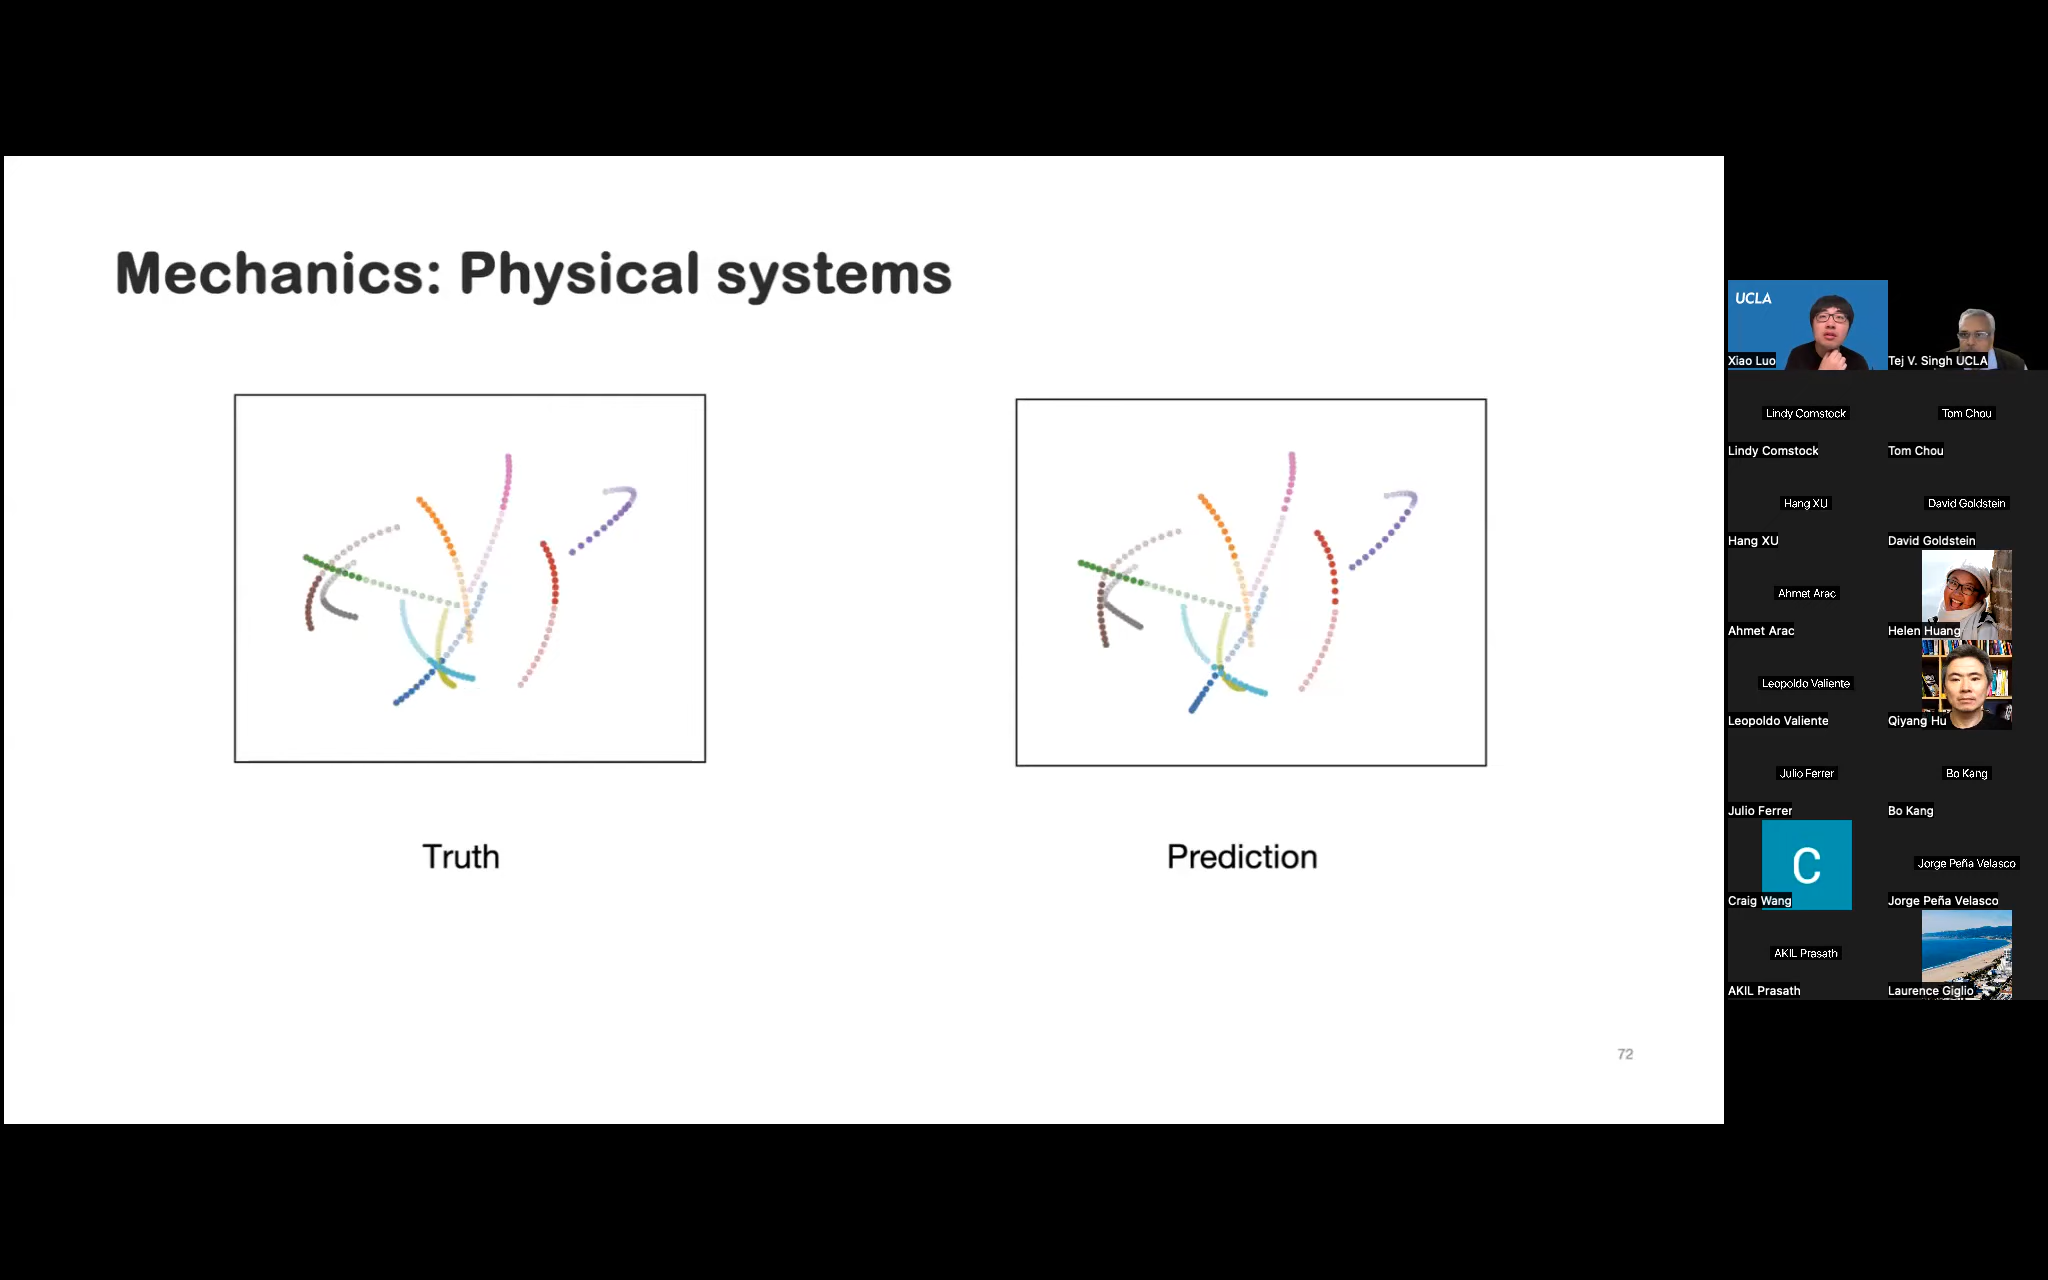 Mechanics: Physical systems
Truth
Prediction
72
UCLA
Xiao Luo
Tej V. Singh UCLA
Lindy Comstock
Tom Chou
Lindy Comstock
Tom Chou
Hang XU
David Goldstein
Hang XU
David Goldstein
Ahmet Arac
Ahmet Arac
Helen Huang
Leopoldo Valiente
Leopoldo Valiente
Qiyang Hu
Julio Ferrer
Bo Kang
Julio Ferrer
Bo Kang
C
Jorge Peña Velasco
Craig Wang
Jorge Peña Velasco
AKIL Prasath
AKIL Prasath
Laurence Giglio